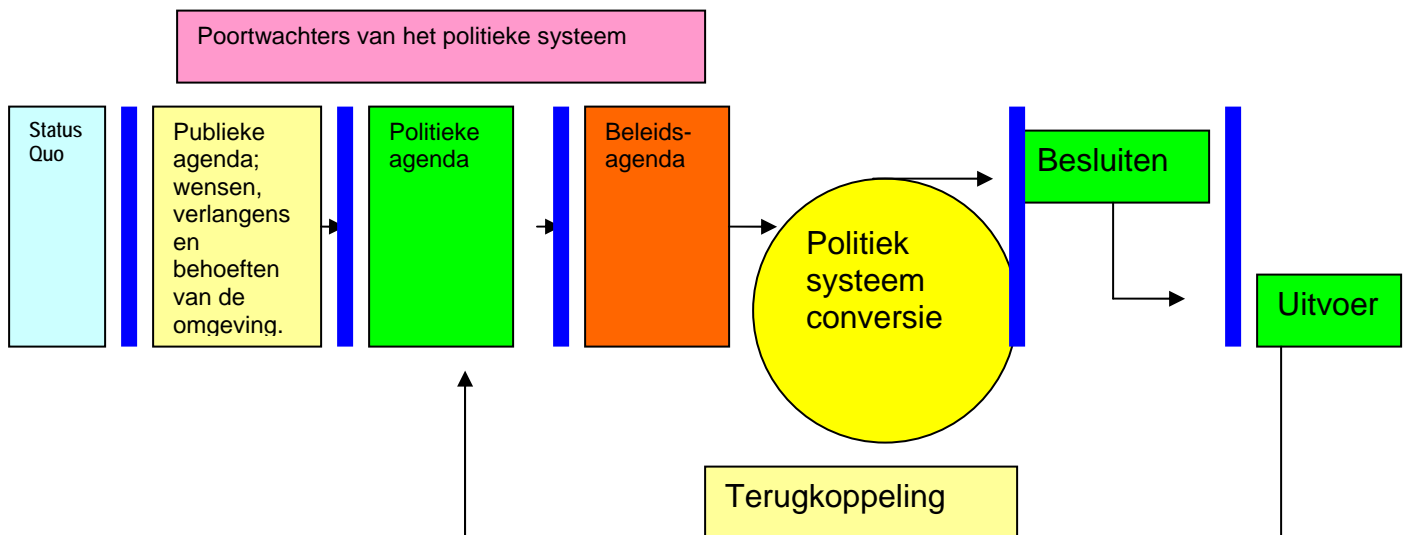 Poortwachters van het politieke systeem
Status
Quo
Publieke
agenda;
wensen,
verlangens
en
behoeften
van de
omgeving.
Politieke
agenda
Beleids-
agenda
Politiek
systeem
conversie
Besluiten
Uitvoer
Terugkoppeling